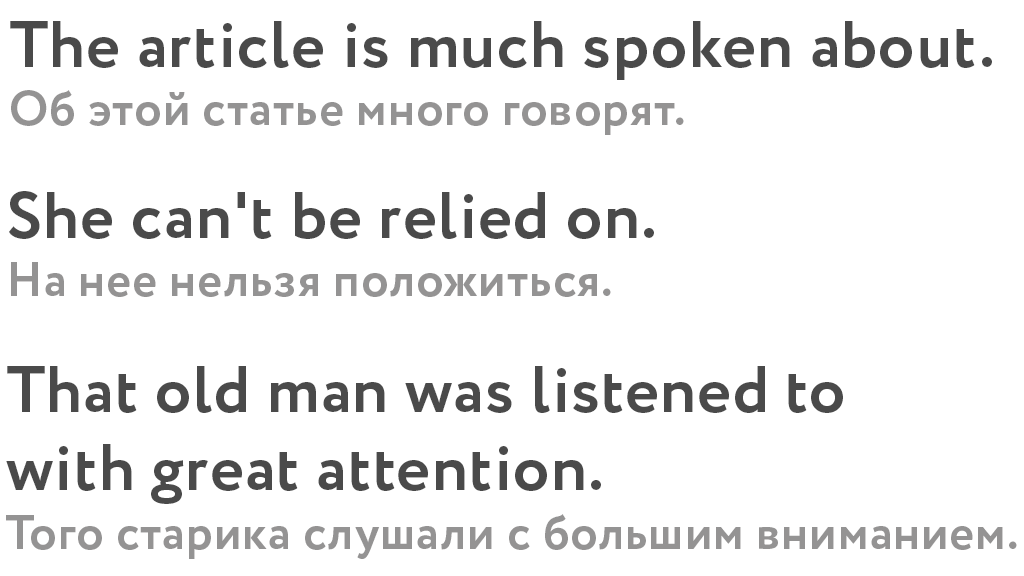 The article is much spoken about.
Об этой статье много говорят.
She can't be relied on.
На нее нельзя положиться.
That old man was listened to
with great attention.
Того старика слушали с большим вниманием.